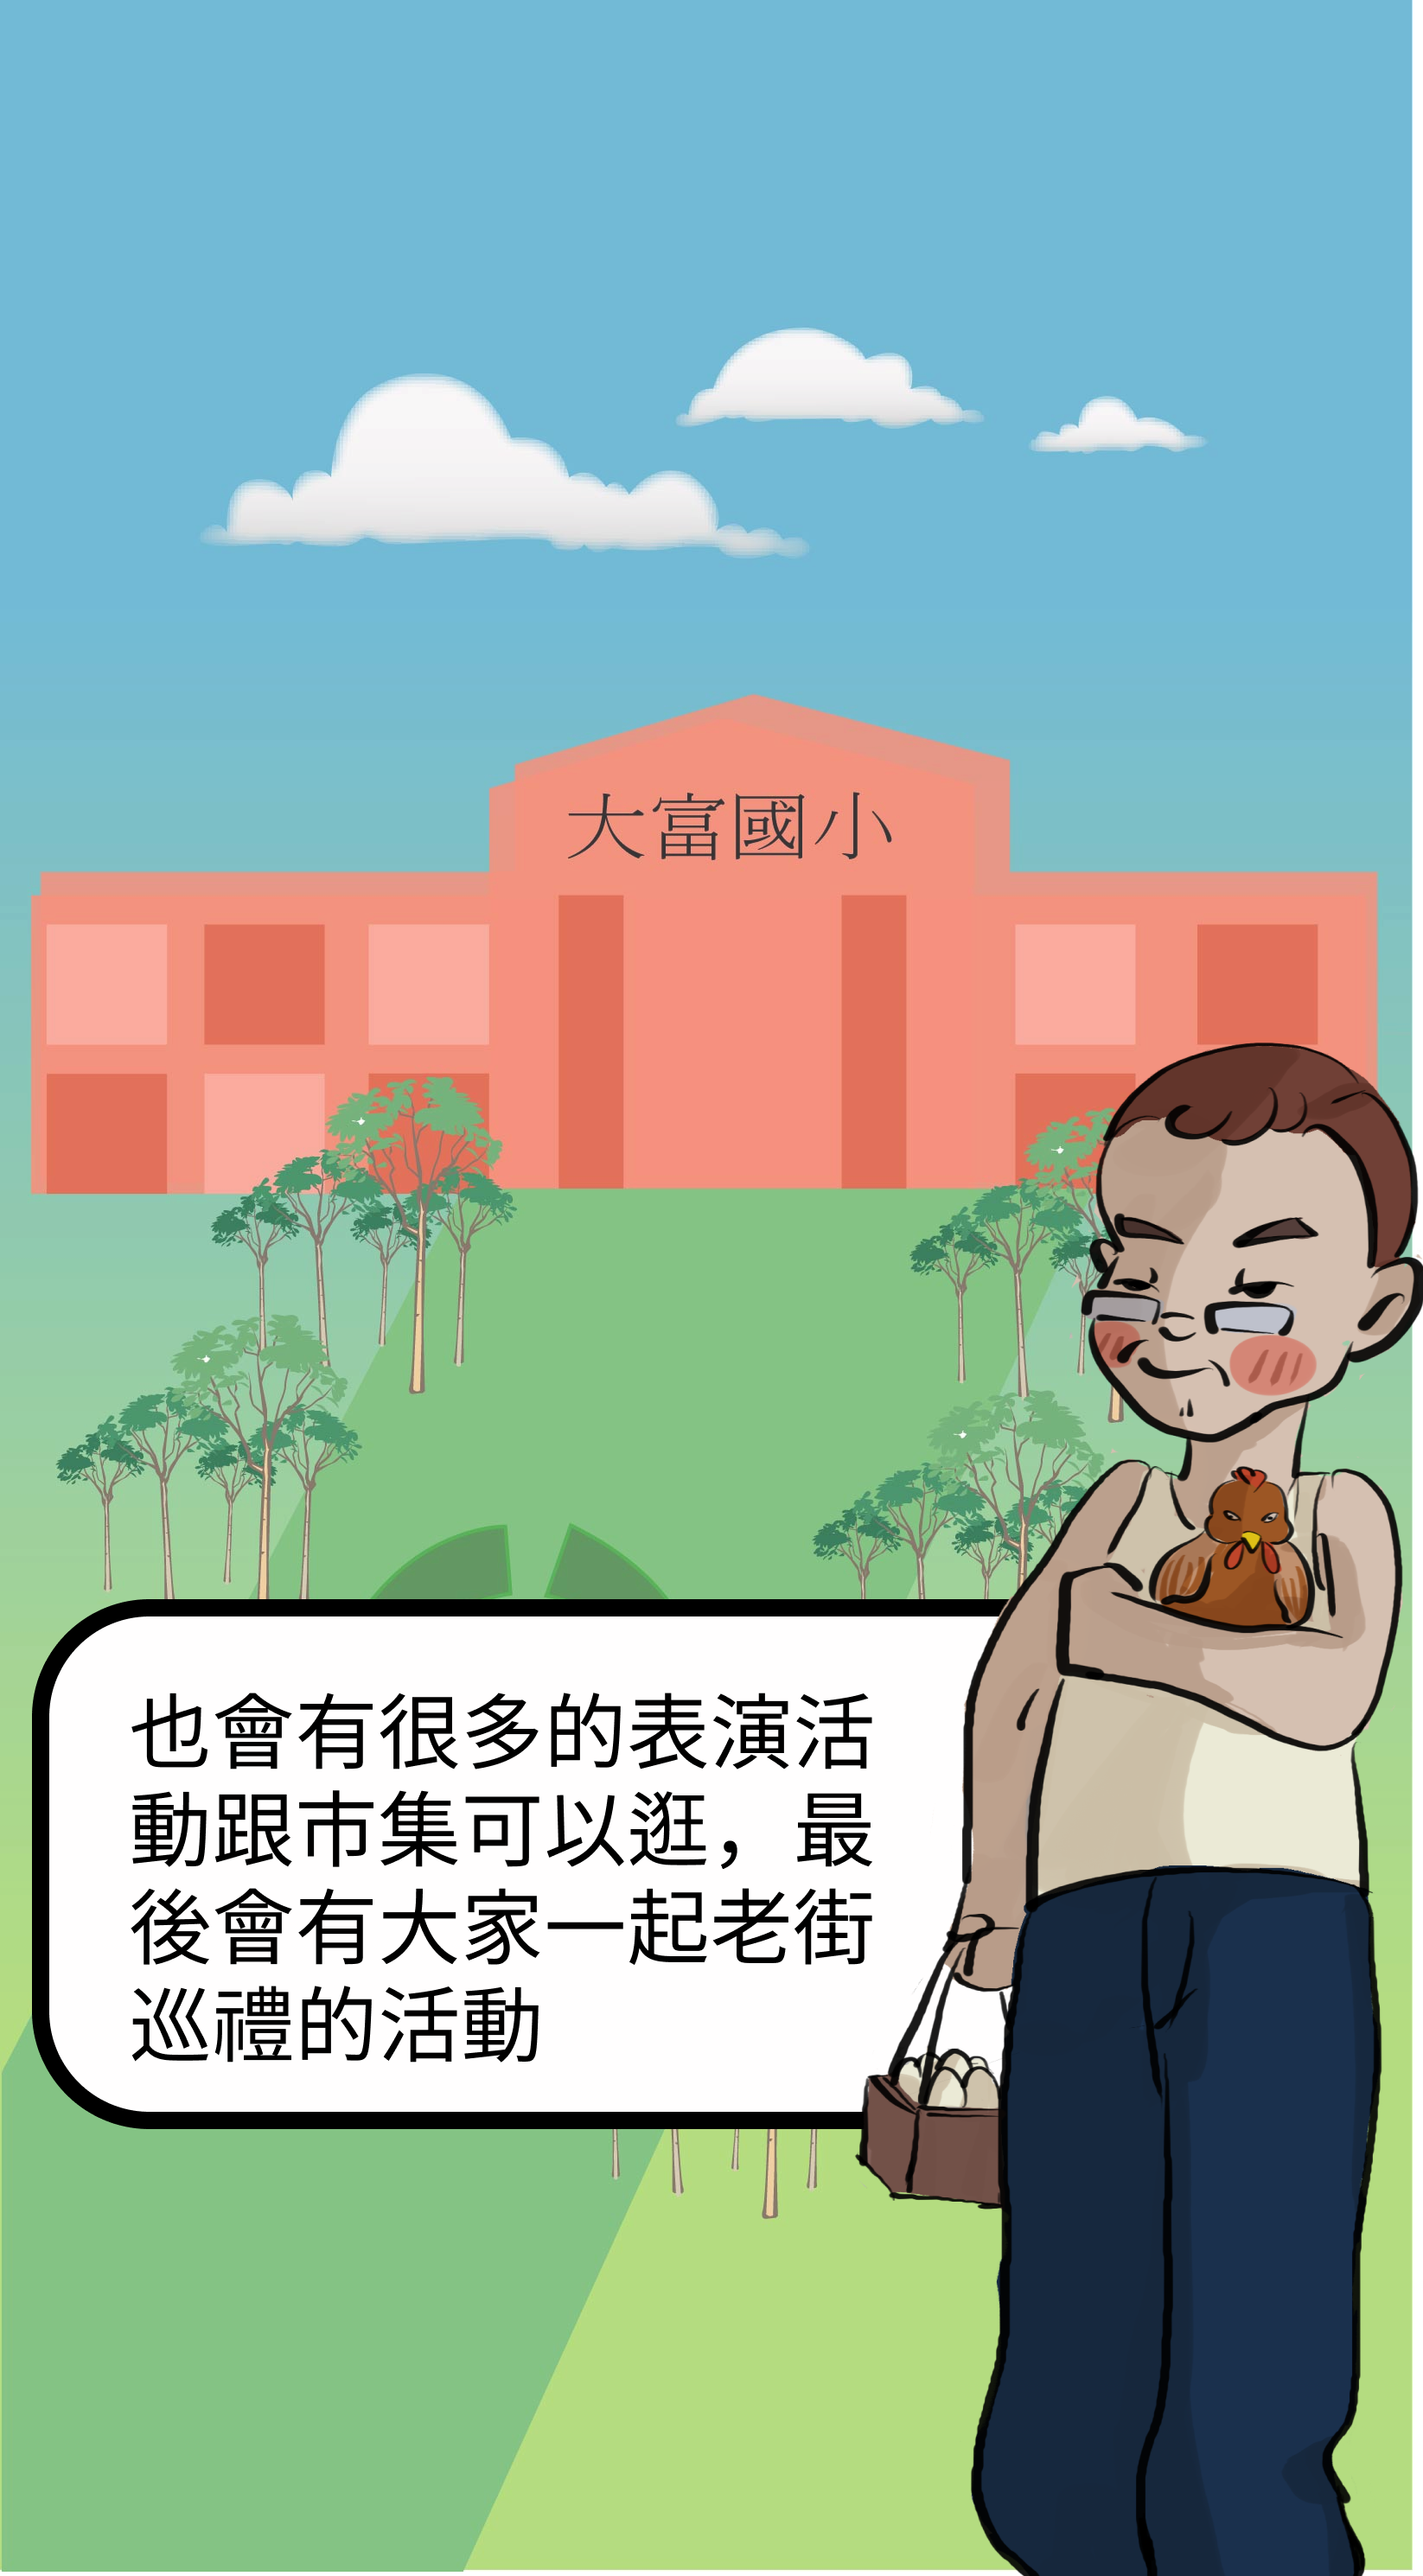 大富國小
也會有很多的表演活
動跟市集可以逛，最
後會有大家一起老街
巡禮的活動